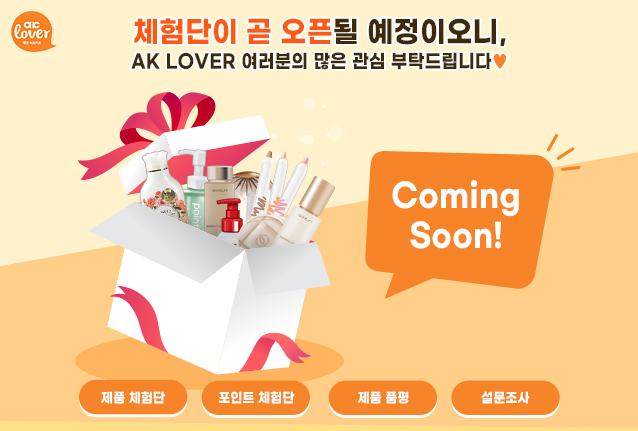 ak
lover
체험단이 곧 오픈될 예정이오니,
AK LOVER 여러분의 많은 관심 부탁드립니다♥
Coming
Soon!
제품 체험단
포인트 체험단
제품 품평
설문조사